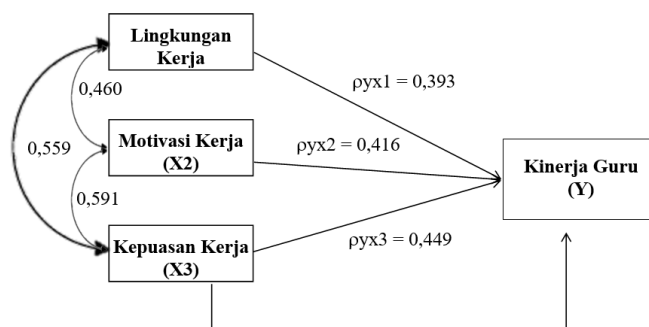 Lingkungan
Kerja
0,460
ρyx1 = 0,393
0,559
Motivasi Kerja
(X2)
ρyx2 = 0,416
Kinerja Guru
(Y)
0,591
Kepuasan Kerja
(X3)
ρyx3 = 0,449